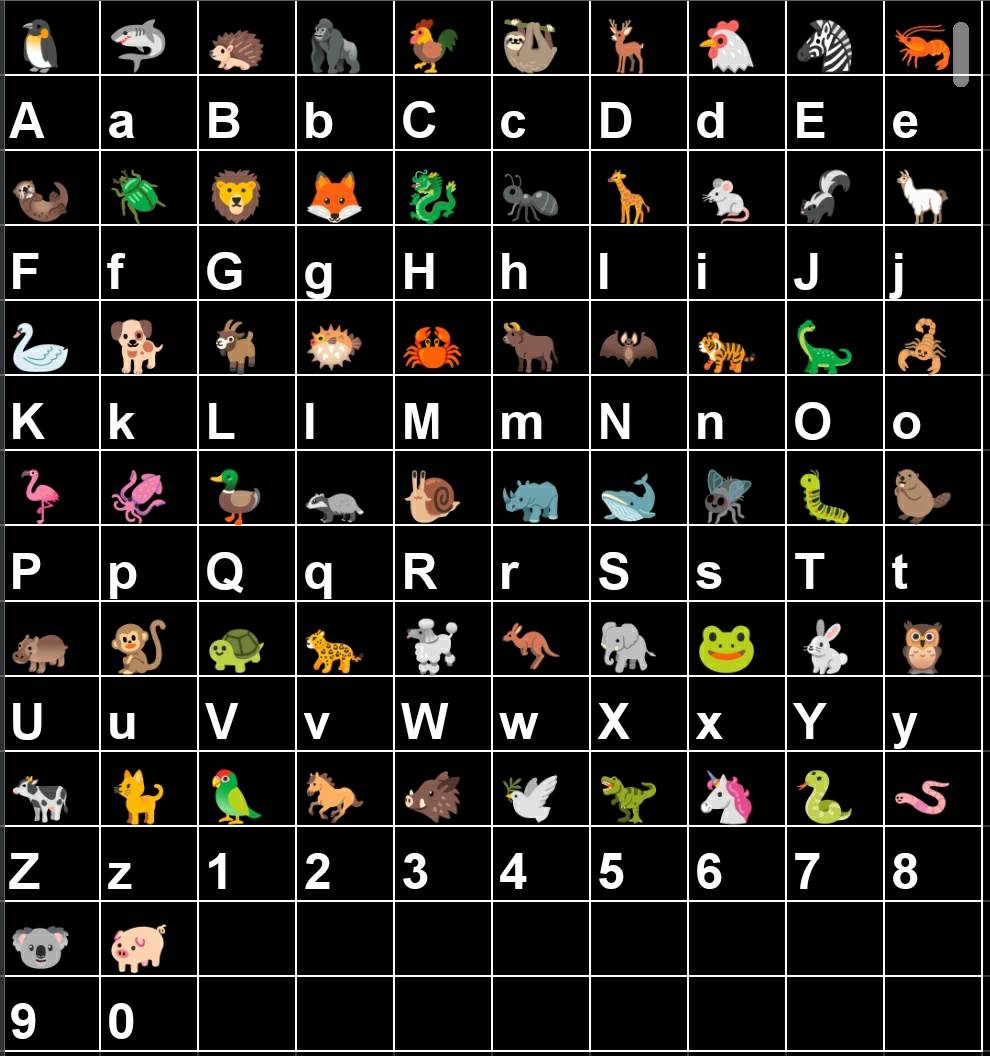 A a B b C c D d E e
F f G g H h I i J j
K k L l M m N n O o
P p Q q R r S s T t
U u V v W w X x Y y
Z z 1 2 3 4 5 6 7 8
9 0